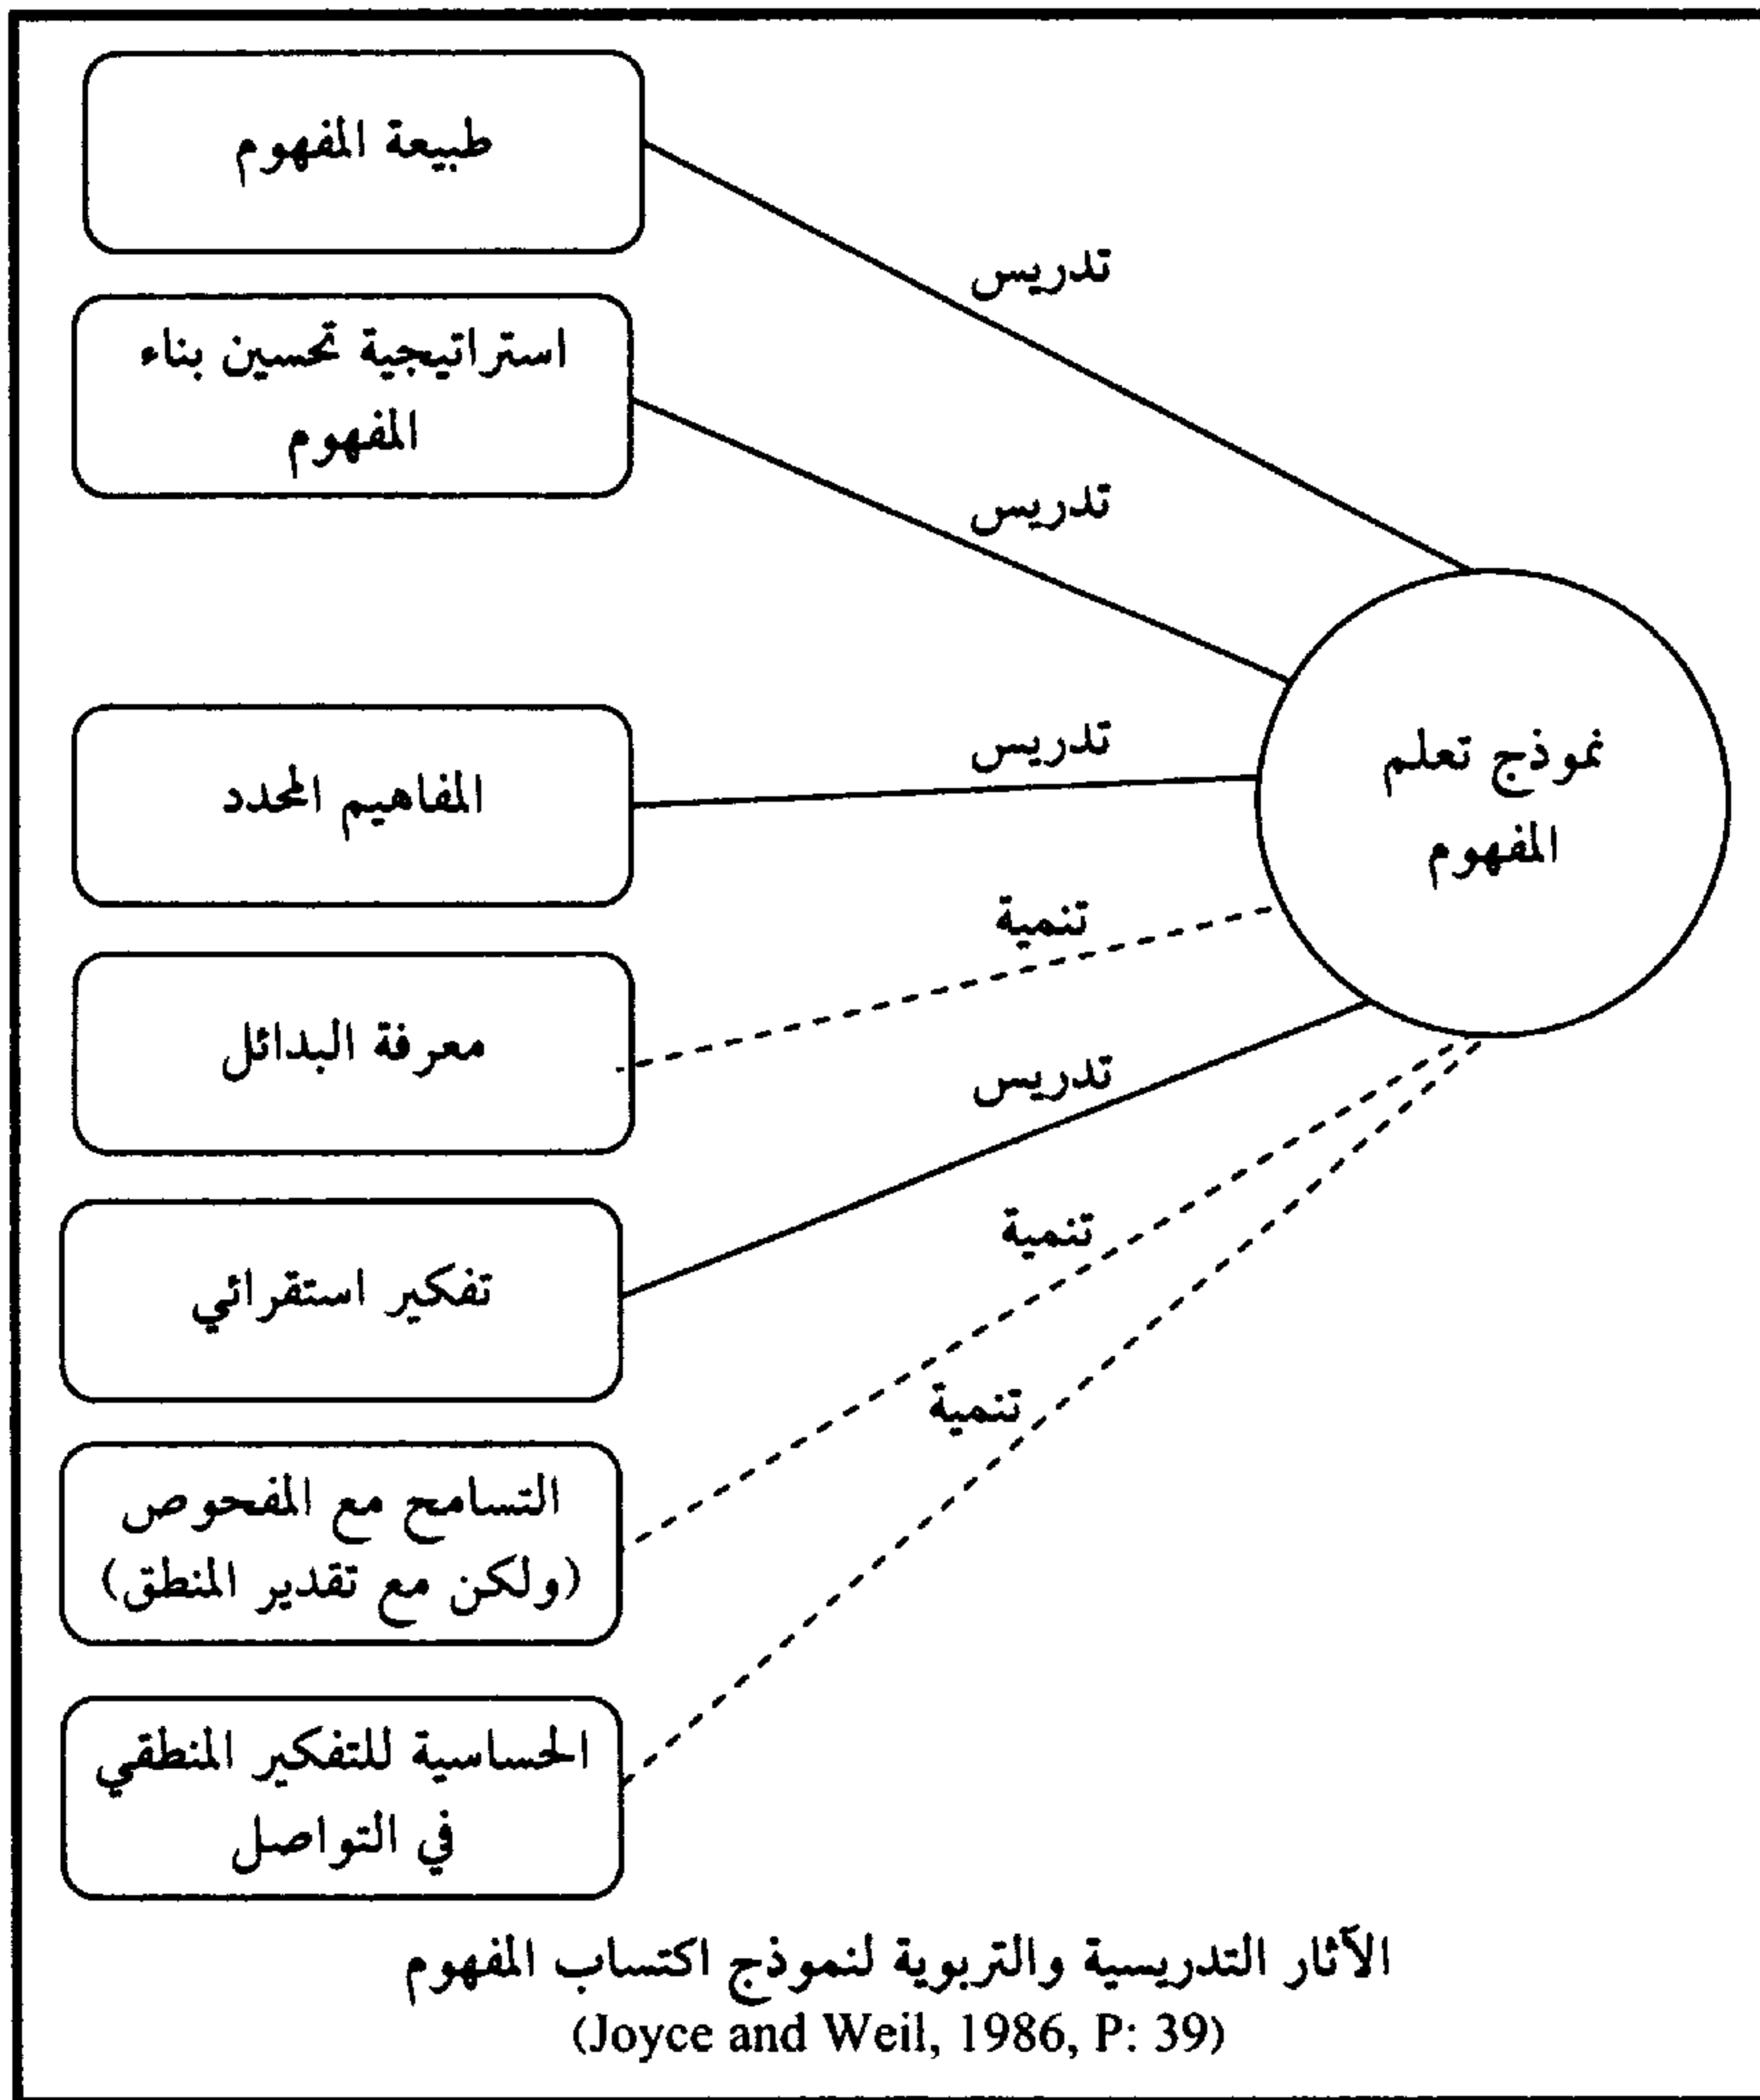 طبيعة المفهوم
تدريس
استراتيجية تحسين بناء
المفهوم
تدريس
نموذج تعلم
المفهوم
تدريس
المفاهيم المحدد
تنمية
معرفة البدائل
تدريس
تفكير استقرائي
تنمية
تنمية
التسامح مع المفحوص
(ولكن مع تقدير المنطق)
الحساسية للتفكير المنطقي
في التواصل
الآثار التدريسية والتربوية لنموذج اكتساب المفهوم
(Joyce and Weil, 1986, P: 39)